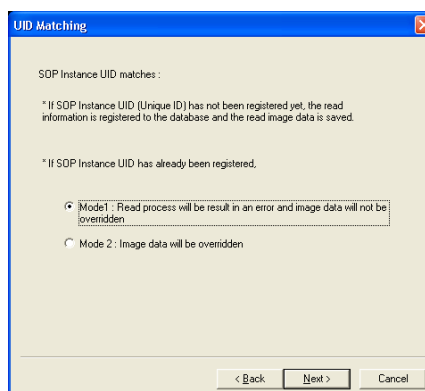 UID Matching
SOP Instance UID matches :
* If SOP Instance UID (Unique ID) has not been registered yet, the read
information is registered to the database and the read image data is saved.
* If SOP Instance UID has already been registered,
Mode1 : Read process will be result in an error and image data will not be
overridden
Mode 2 : Image data will be overridden
< Back
Next >
Cancel